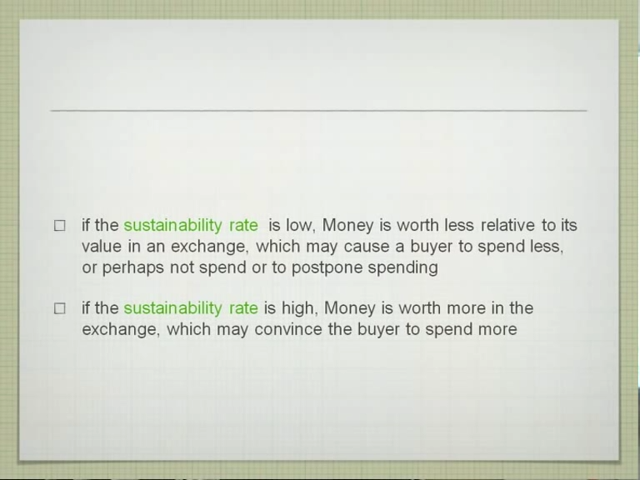 if the sustainability rate is low, Money is worth less relative to its
value in an exchange, which may cause a buyer to spend less,
or perhaps not spend or to postpone spending
if the sustainability rate is high, Money is worth more in the
exchange, which may convince the buyer to spend more